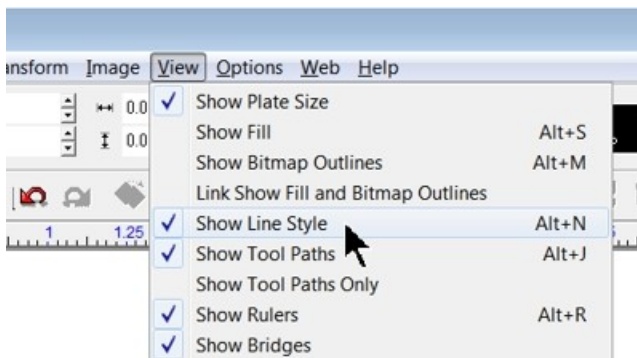 ansform Image View Options Web Help
0.0
0.0
Show Plate Size
Show Fill Alt+S
Show Bitmap Outlines Alt+M
Link Show Fill and Bitmap Outlines
1 1.25
Show Line Style Alt+N
Show Tool Paths Alt+J
Show Tool Paths Only
Show Rulers Alt+R
Show Bridges